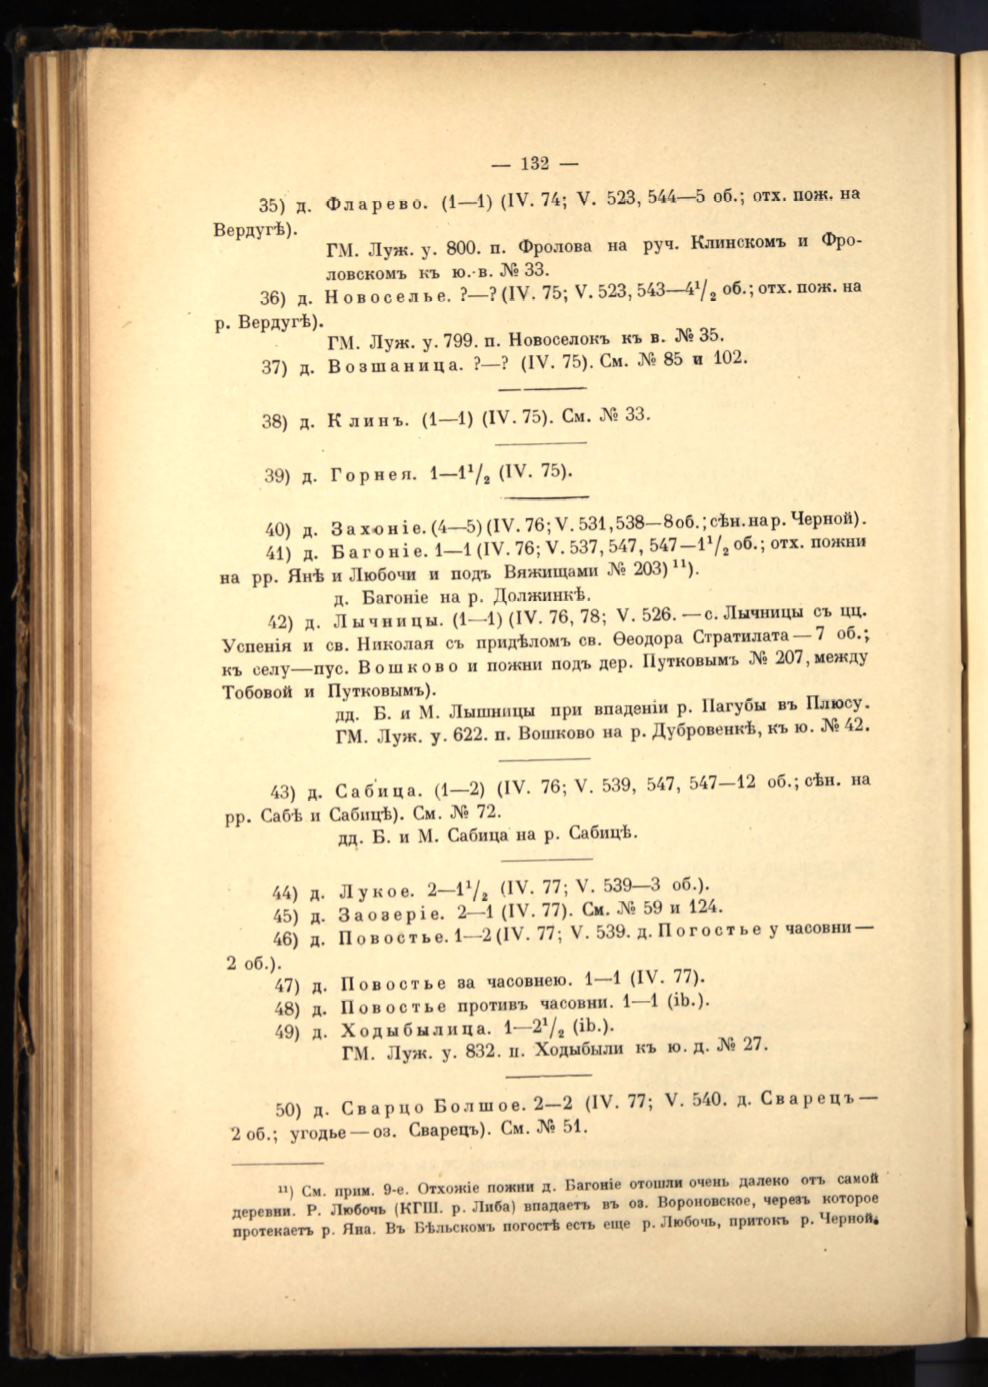 — 132 —
35) д. Фларево. (1—1) (IV. 74; V. 523, 544—5 об.; отх. пож. на
Вердугѣ).
ГМ. Луж. у. 800. п. Фролова на руч. Клинскомъ и Фро-
ловскомъ къ ю.-в. № 33.
36) д. Новоселье. ?—? (IV. 75; V. 523, 543—4¹/₂ об.; отх. пож. на
р. Вердугѣ).
ГМ. Луж. у. 799. п. Новоселокъ къ в. № 35.
37) д. Возшаница. ?—? (IV. 75). См. № 85 и 102.
38) д. Клинъ. (1—1) (IV. 75). См. № 33.
39) д. Горнея. 1—1¹/₂ (IV. 75).
40) д. Захоніе. (4—5) (IV. 76; V. 531, 538—8 об.; сѣн. на р. Черной).
41) д. Багоніе. 1—1 (IV. 76; V. 537, 547, 547—1¹/₂ об.; отх. пожни
на рр. Янѣ и Любочи и подъ Вяжищами № 203) ¹¹).
д. Багоніе на р. Должинкѣ.
42) д. Лычницы. (1—1) (IV. 76, 78; V. 526. — с. Лычницы съ цц.
Успенія и св. Николая съ придѣломъ св. Ѳеодора Стратилата — 7 об.;
къ селу—пус. Вошково и пожни подъ дер. Путковымъ № 207, между
Тобовой и Путковымъ).
дд. Б. и М. Лышницы при впаденіи р. Пагубы въ Плюсу.
ГМ. Луж. у. 622. п. Вошково на р. Дубровенкѣ, къ ю. № 42.
43) д. Сабица. (1—2) (IV. 76; V. 539, 547, 547—12 об.; сѣн. на
рр. Сабѣ и Сабицѣ). См. № 72.
дд. Б. и М. Сабица на р. Сабицѣ.
44) д. Лукое. 2—1¹/₂ (IV. 77; V. 539—3 об.).
45) д. Заозеріе. 2—1 (IV. 77). См. № 59 и 124.
46) д. Повостье. 1—2 (IV. 77; V. 539. д. Погостье у часовни —
2 об.).
47) д. Повостье за часовнею. 1—1 (IV. 77).
48) д. Повостье противъ часовни. 1—1 (ib.).
49) д. Ходыбылица. 1—2¹/₂ (ib.).
ГМ. Луж. у. 832. п. Ходыбыли къ ю. д. № 27.
50) д. Сварцо Болшое. 2—2 (IV. 77; V. 540. д. Сварецъ —
2 об.; угодье — оз. Сварецъ). См. № 51.
¹¹) См. прим. 9-е. Отхожіе пожни д. Багоніе отошли очень далеко отъ самой
деревни. Р. Любочь (КГШ. р. Либа) впадаетъ въ оз. Вороновское, черезъ которое
протекаетъ р. Яна. Въ Бѣльскомъ погостѣ есть еще р. Любочь, притокъ р. Черной.